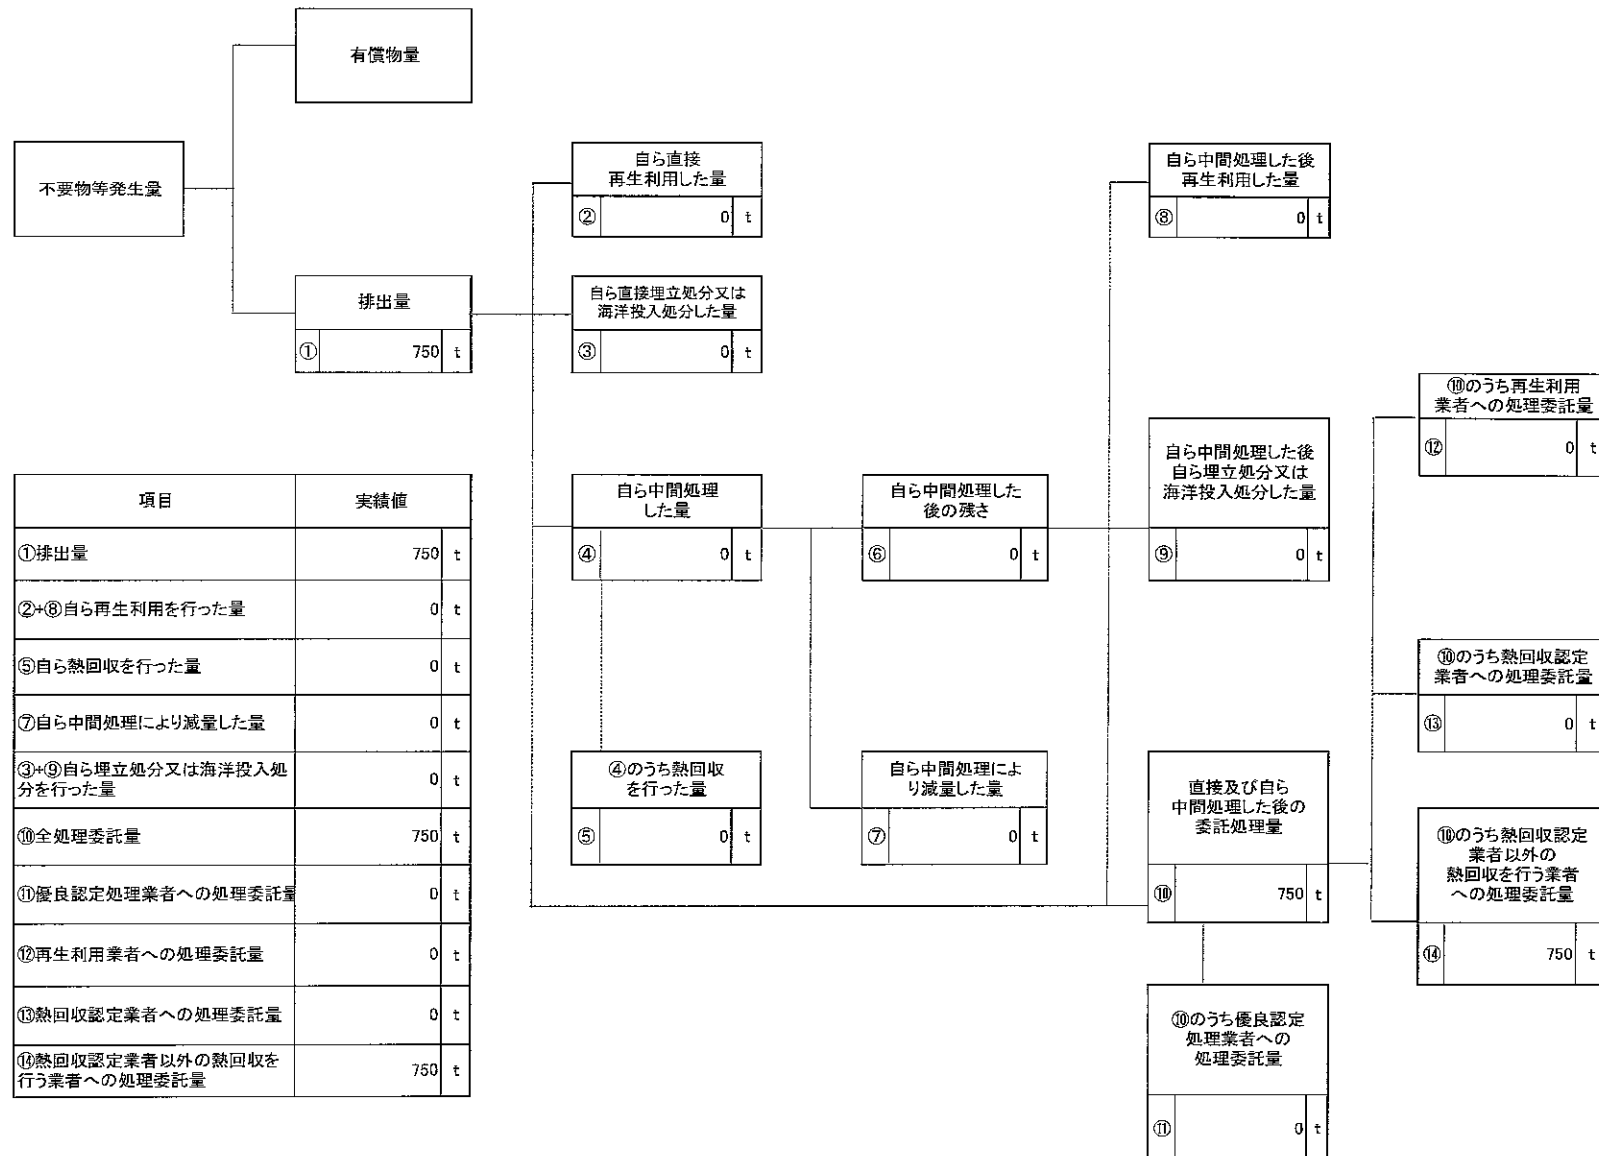 有償物量
不要物等発生量
排出量
① 750 t
自ら直接
再生利用した量
② 0 t
自ら直接埋立処分又は
海洋投入処分した量
③ 0 t
自ら中間処理
した量
④ 0 t
④のうち熱回収
を行った量
⑤ 0 t
自ら中間処理した
後の残さ
⑥ 0 t
自ら中間処理によ
り減量した量
⑦ 0 t
自ら中間処理した後
再生利用した量
⑧ 0 t
自ら中間処理した後
自ら埋立処分又は
海洋投入処分した量
⑨ 0 t
直接及び自ら
中間処理した後の
委託処理量
⑩ 750 t
⑩のうち優良認定
処理業者への
処理委託量
⑪ 0 t
⑩のうち再生利用
業者への処理委託量
⑫ 0 t
⑩のうち熱回収認定
業者への処理委託量
⑬ 0 t
⑩のうち熱回収認定
業者以外の
熱回収を行う業者
への処理委託量
⑭ 750 t
項目 実績値
①排出量 750 t
②+⑧自ら再生利用を行った量 0 t
⑤自ら熱回収を行った量 0 t
⑦自ら中間処理により減量した量 0 t
③+⑨自ら埋立処分又は海洋投入処
分を行った量 0 t
⑩全処理委託量 750 t
⑪優良認定処理業者への処理委託量 0 t
⑫再生利用業者への処理委託量 0 t
⑬熱回収認定業者への処理委託量 0 t
⑭熱回収認定業者以外の熱回収を
行う業者への処理委託量 750 t